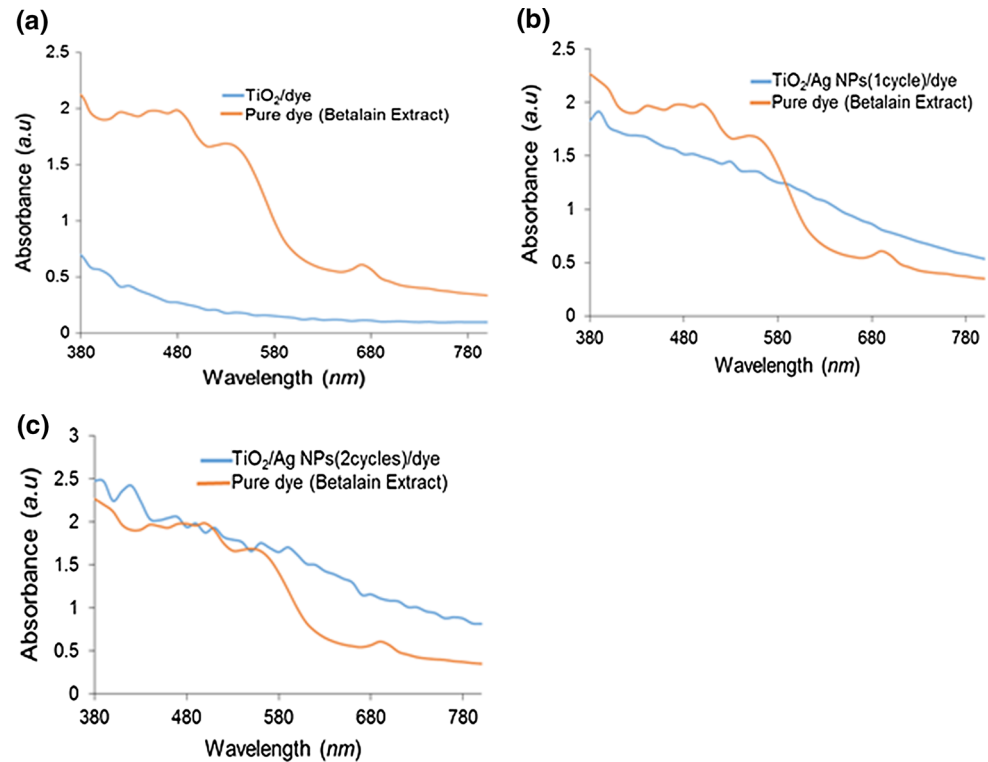 (a)
2.5
2
1.5
1
0.5
0
380 480 580 680 780
Absorbance (a.u)
Wavelength (nm)
TiO₂/dye
Pure dye (Betalain Extract)
(b)
2.5
2
1.5
1
0.5
0
380 480 580 680 780
Absorbance (a.u)
Wavelength (nm)
TiO₂/Ag NPs(1cycle)/dye
Pure dye (Betalain Extract)
(c)
3
2.5
2
1.5
1
0.5
0
380 480 580 680 780
Absorbance (a.u)
Wavelength (nm)
TiO₂/Ag NPs(2cycles)/dye
Pure dye (Betalain Extract)